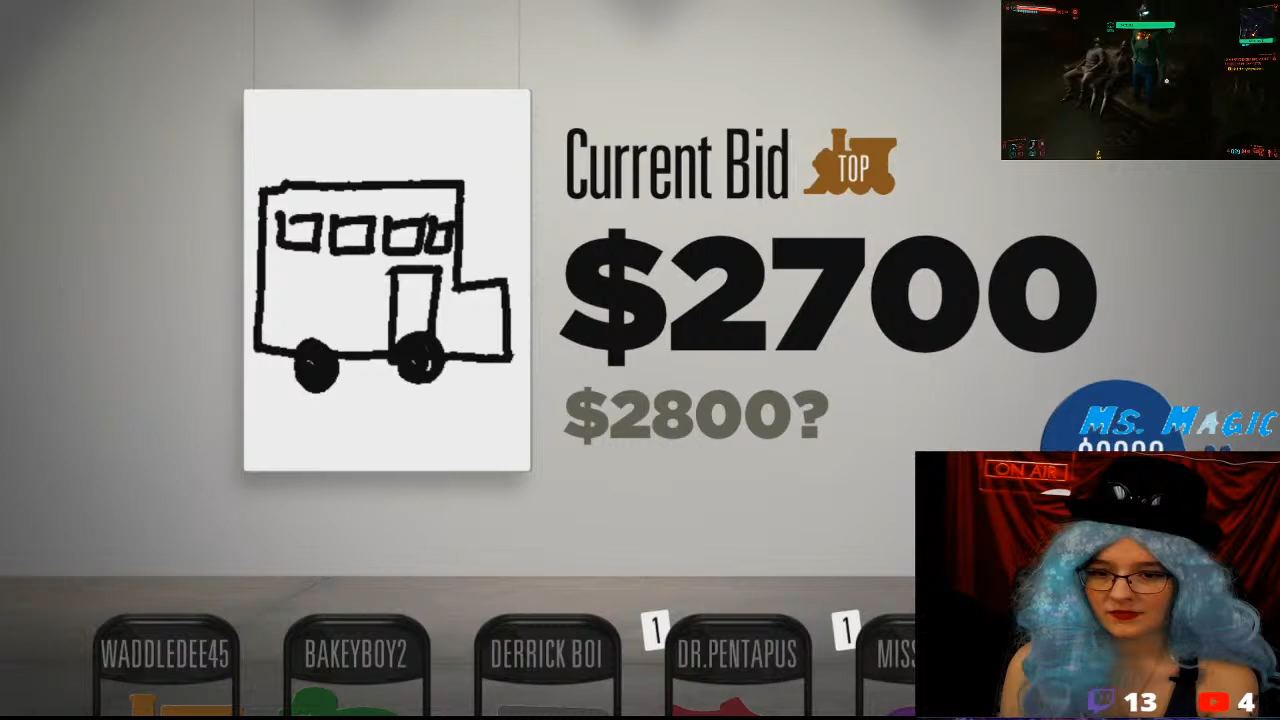 Current Bid
TOP
$2700
$2800?
MS. MAGIC
ON AIR
WADDLEDEE45
BAKEYBOY2
DERRICK BOI
1
DR.PENTAPUS
1
13
4